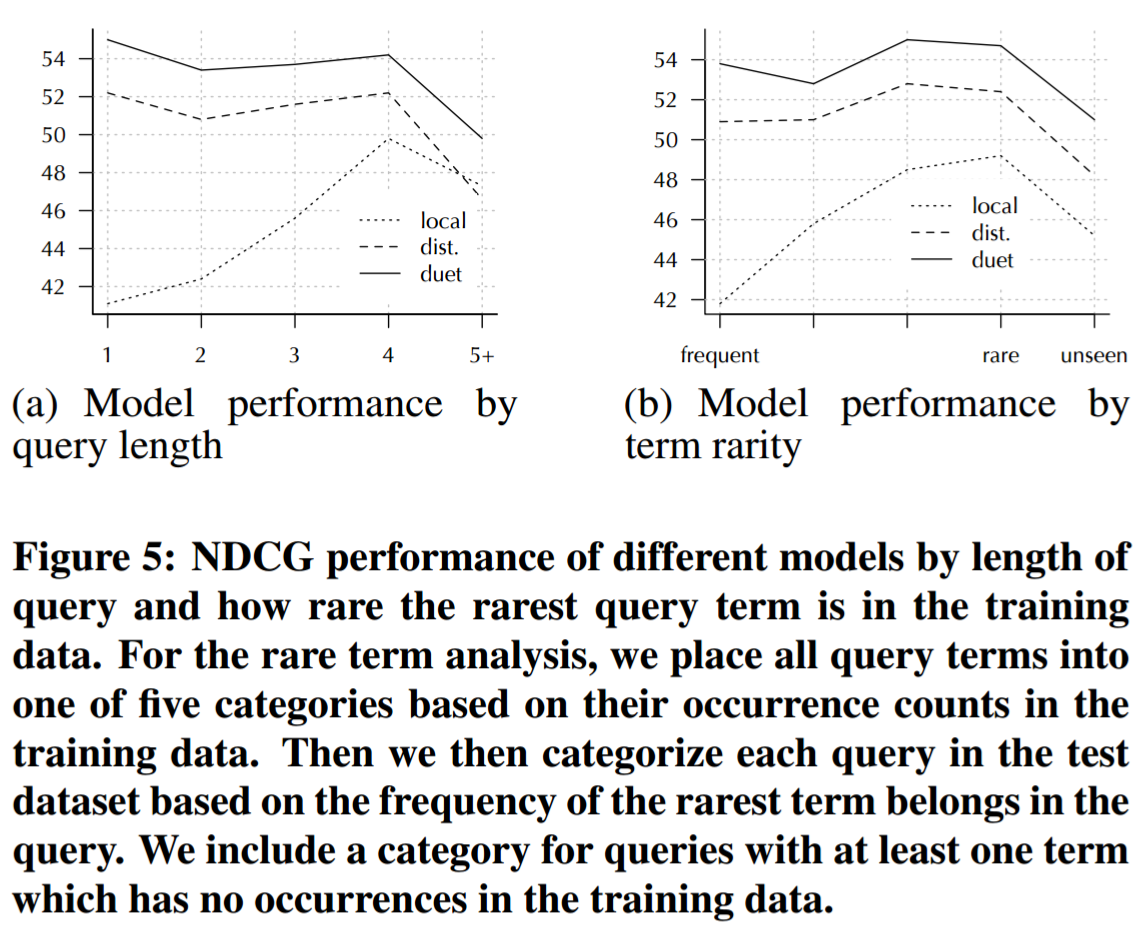 54
52
50
48
46
44
42
local
dist.
duet
1 2 3 4 5+
(a) Model performance by
query length
54
52
50
48
46
44
42
local
dist.
duet
frequent rare unseen
(b) Model performance by
term rarity
Figure 5: NDCG performance of different models by length of
query and how rare the rarest query term is in the training
data. For the rare term analysis, we place all query terms into
one of five categories based on their occurrence counts in the
training data. Then we then categorize each query in the test
dataset based on the frequency of the rarest term belongs in the
query. We include a category for queries with at least one term
which has no occurrences in the training data.